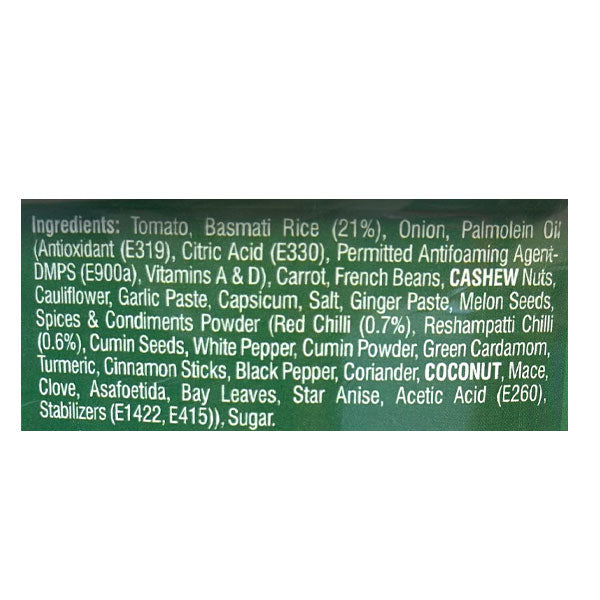 Ingredients: Tomato, Basmati Rice (21%), Onion, Palmolein Oil
(Antioxidant (E319), Citric Acid (E330), Permitted Antifoaming Agent-
DMPS (E900a), Vitamins A & D), Carrot, French Beans, CASHEW Nuts,
Cauliflower, Garlic Paste, Capsicum, Salt, Ginger Paste, Melon Seeds,
Spices & Condiments Powder (Red Chilli (0.7%), Reshampatti Chilli
(0.6%), Cumin Seeds, White Pepper, Cumin Powder, Green Cardamom,
Turmeric, Cinnamon Sticks, Black Pepper, Coriander, COCONUT, Mace,
Clove, Asafoetida, Bay Leaves, Star Anise, Acetic Acid (E260),
Stabilizers (E1422, E415)), Sugar.